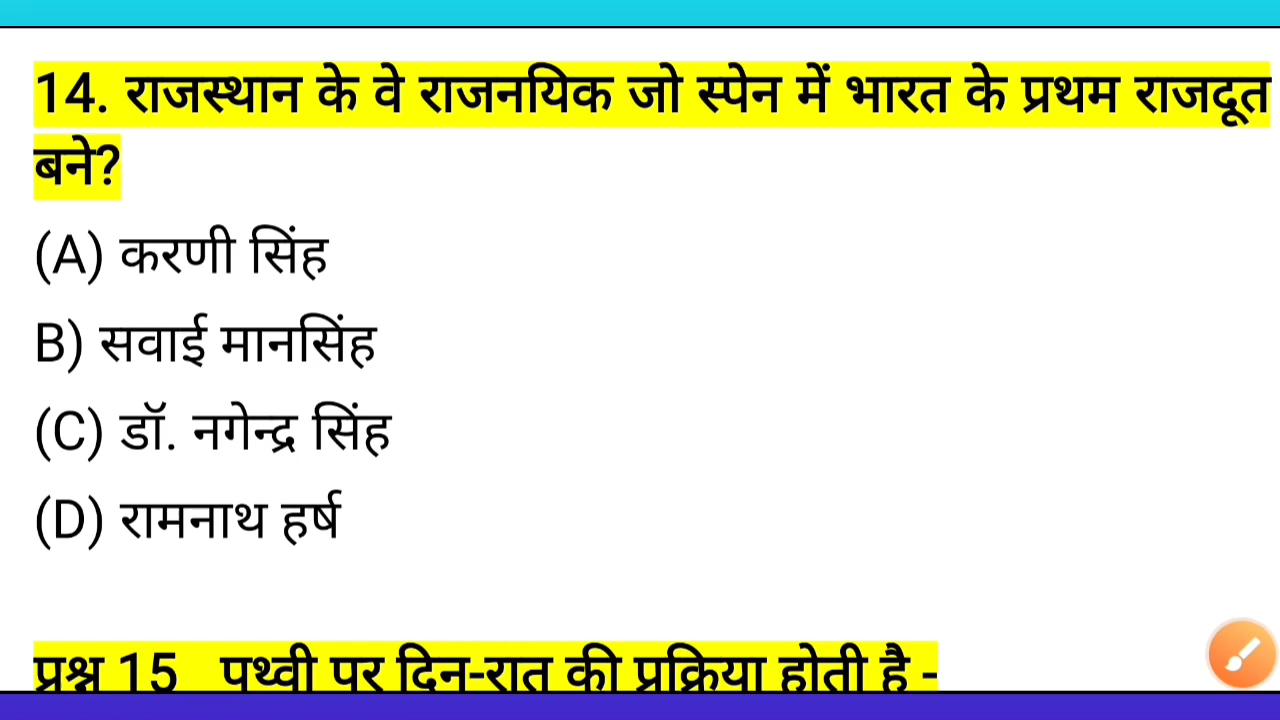 14. राजस्थान के वे राजनयिक जो स्पेन में भारत के प्रथम राजदूत
बने?
(A) करणी सिंह
B) सवाई मानसिंह
(C) डॉ. नगेन्द्र सिंह
(D) रामनाथ हर्ष
प्रश्न 15 पृथ्वी पर दिन-रात की प्रक्रिया होती है -